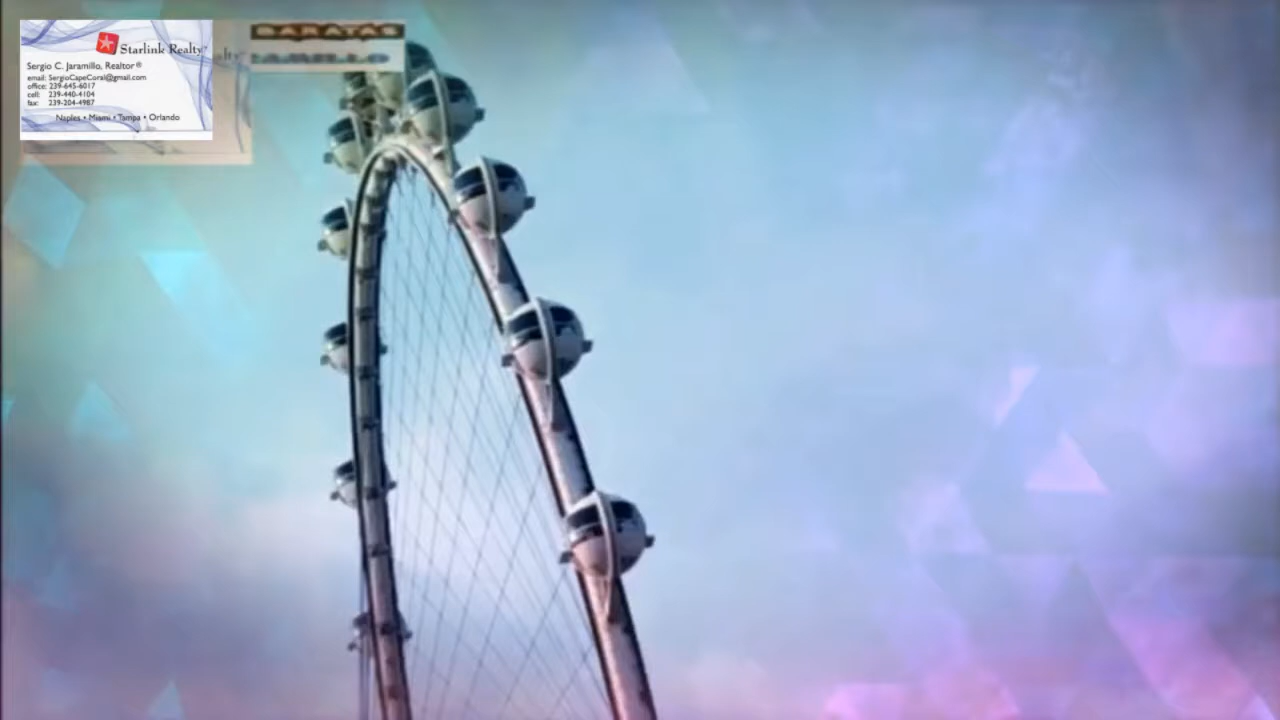 Starlink Realty
Sergio C. Jaramillo, Realtor®
email: SergioCapeCoral@gmail.com
office: 239-645-6017
cell: 239-440-4104
fax: 239-204-4987
Naples • Miami • Tampa • Orlando
BARATAS